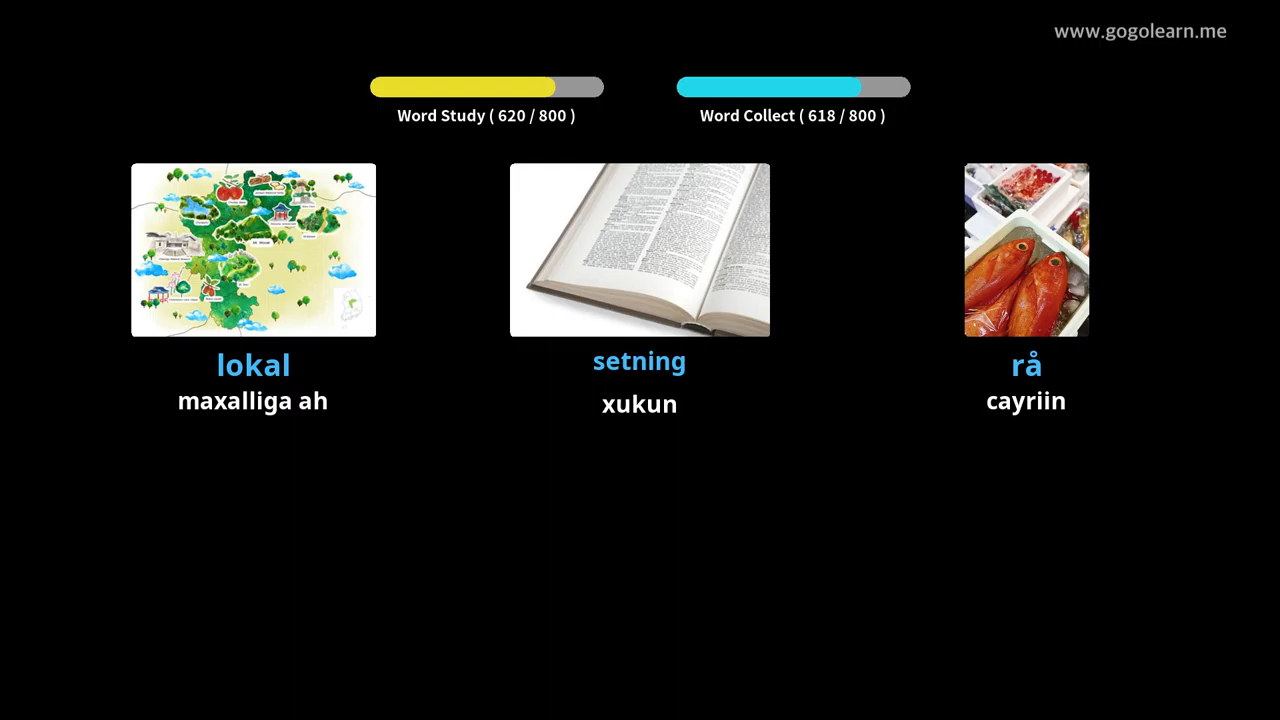 www.gogolearn.me
Word Study ( 620 / 800 )
Word Collect ( 618 / 800 )
lokal
maxalliga ah
setning
xukun
rå
cayriin